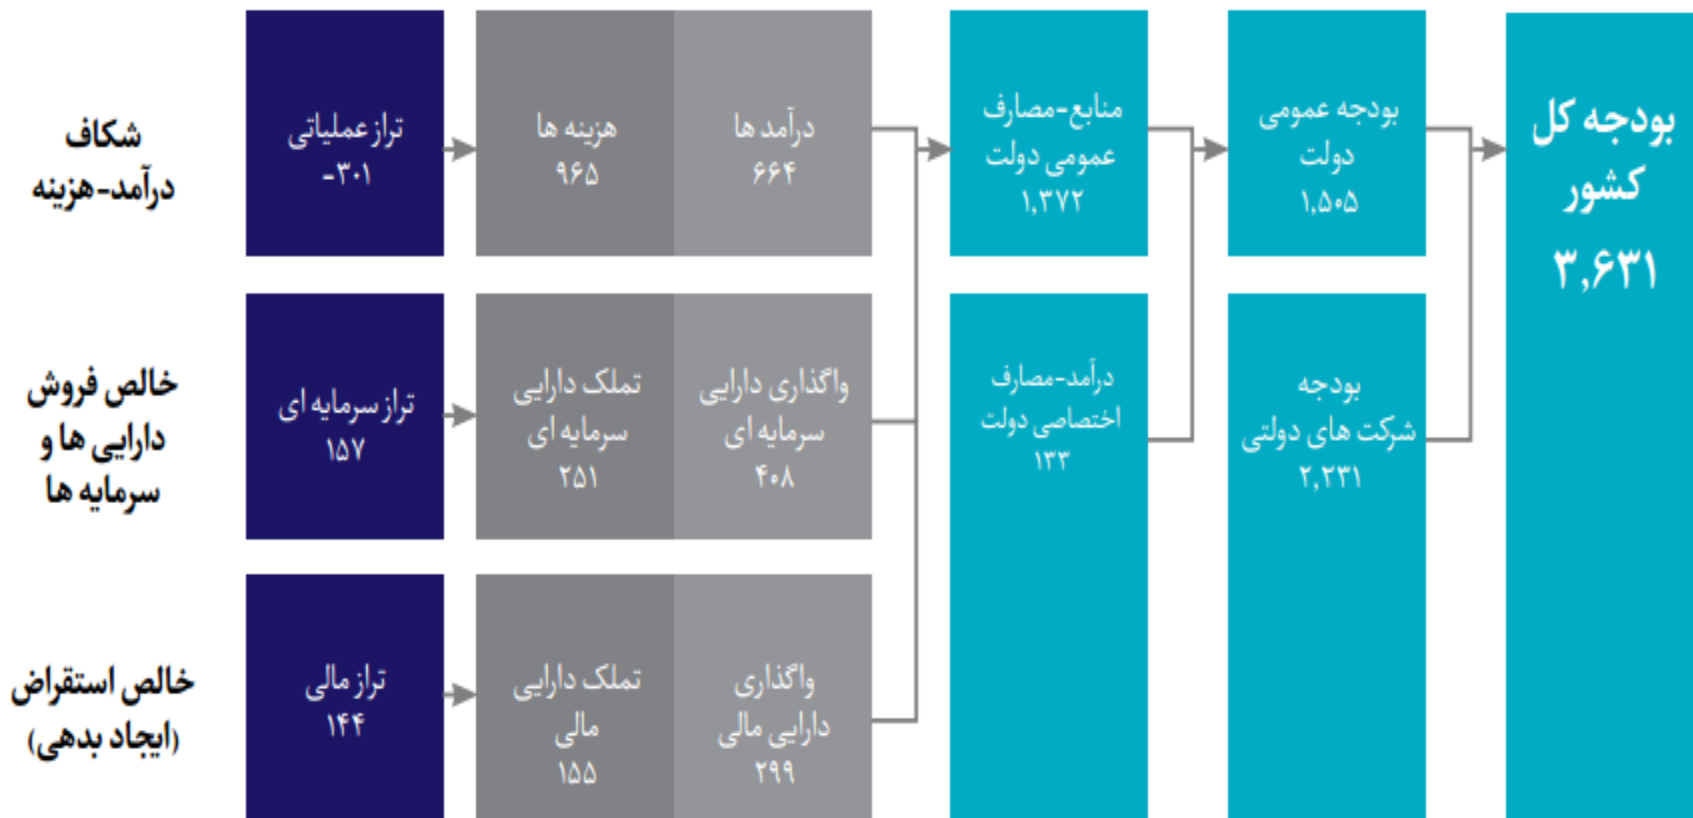 بودجه کل
کشور
۳,۶۳۱
بودجه عمومی
دولت
۱,۵۰۵
منابع-مصارف
عمومی دولت
۱,۳۷۲
درآمد ها
۶۶۴
هزینه ها
۹۶۵
تراز عملیاتی
-۳۰۱
شکاف
درآمد-هزینه
بودجه
شرکت های دولتی
۲,۲۳۱
درآمد-مصارف
اختصاصی دولت
۱۳۳
واگذاری دارایی
سرمایه ای
۴۰۸
تملک دارایی
سرمایه ای
۲۵۱
تراز سرمایه ای
۱۵۷
خالص فروش
دارایی ها و
سرمایه ها
واگذاری
دارایی مالی
۲۹۹
تملک دارایی
مالی
۱۵۵
تراز مالی
۱۴۴
خالص استقراض
(ایجاد بدهی)